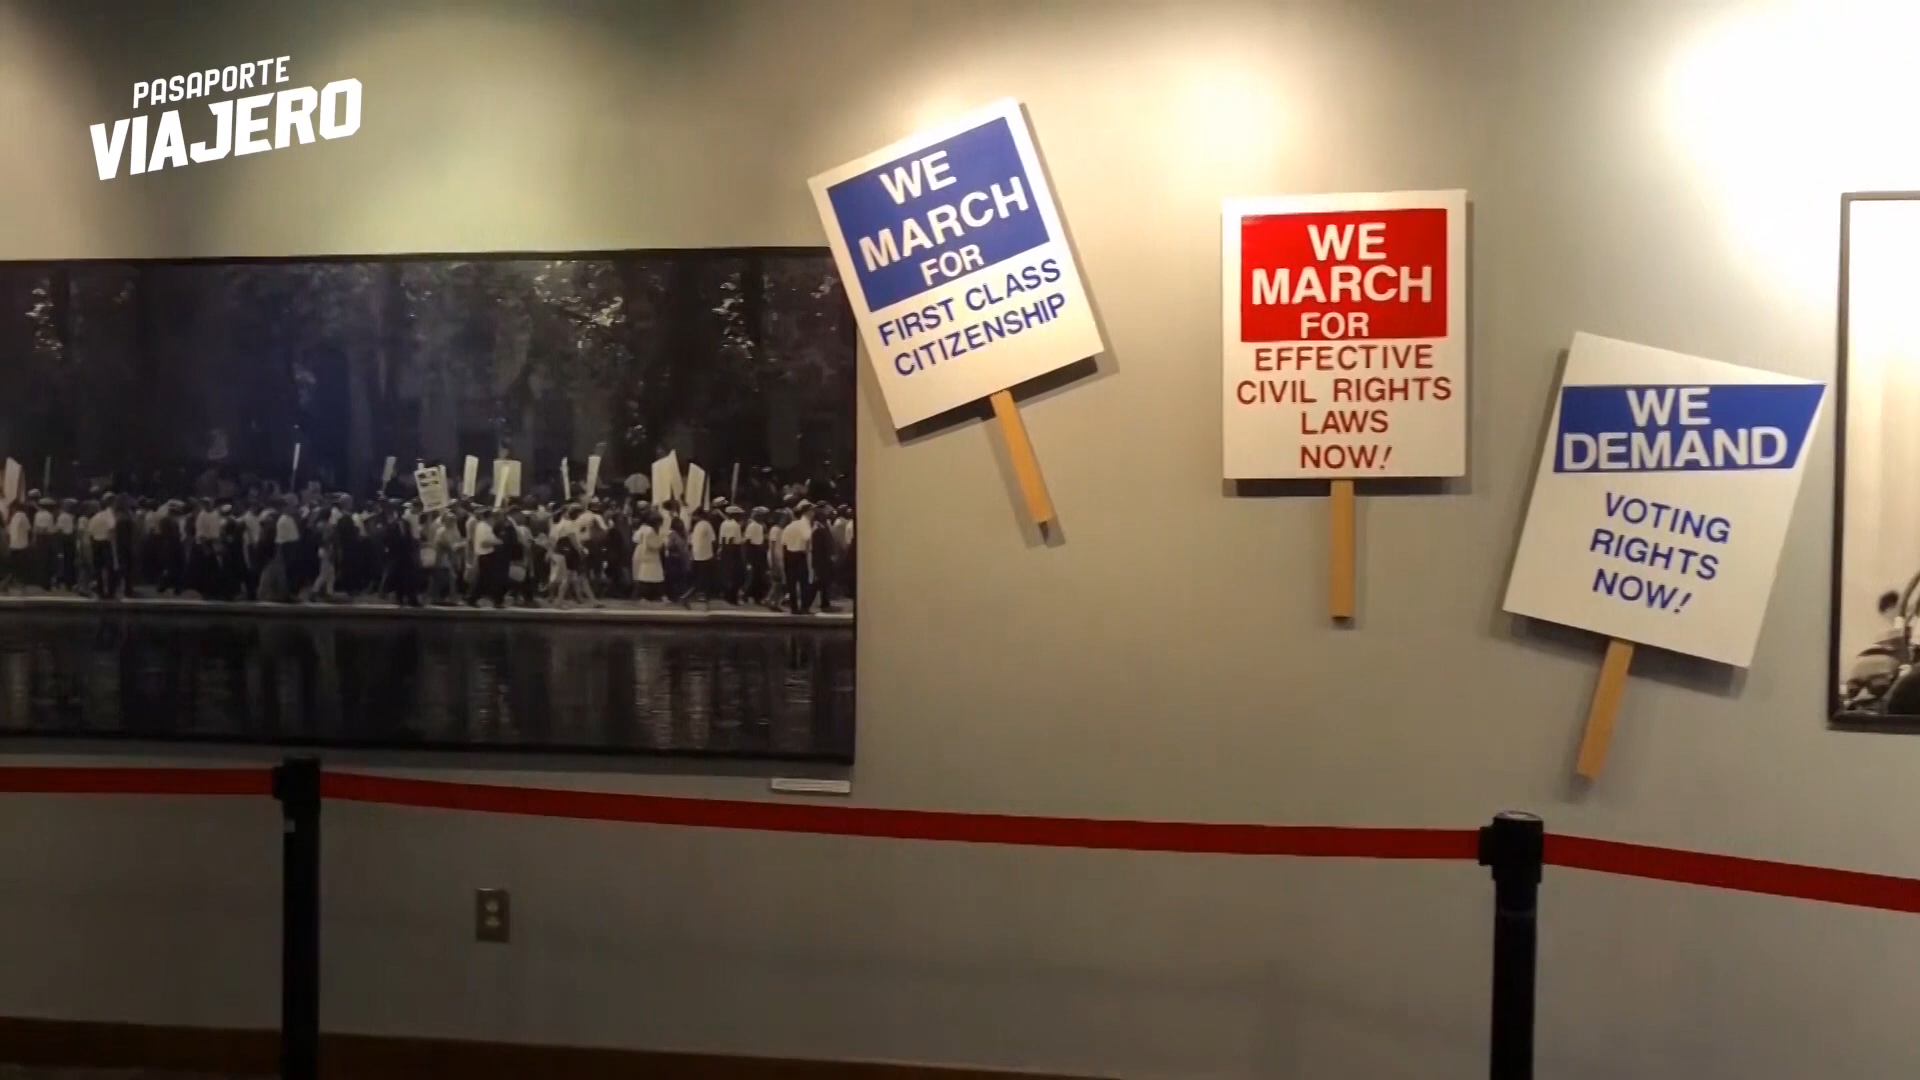 PASAPORTE
VIAJERO
WE
MARCH
FOR
FIRST CLASS
CITIZENSHIP
WE
MARCH
FOR
EFFECTIVE
CIVIL RIGHTS
LAWS
NOW!
WE
DEMAND
VOTING
RIGHTS
NOW!